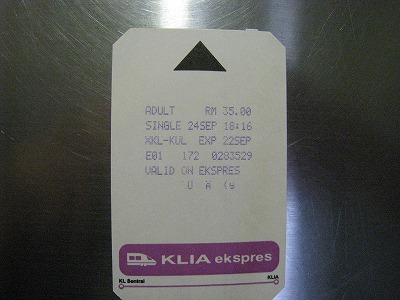 ADULT RM 35.00
SINGLE 24SEP 18:16
XKL-KUL EXP 22SEP
E01 172 0283529
VALID ON EKSPRES
KLIA ekspres
KL Sentral KLIA